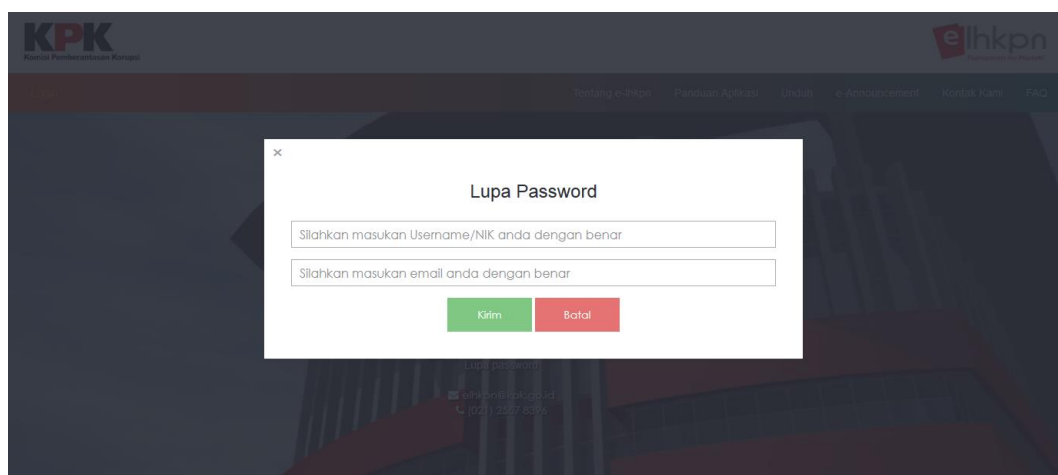 KPK
Komisi Pemberantasan Korupsi
elhkpn
Tentang e-lhkpn Panduan Aplikasi Unduh e-Announcement Kontak Kami FAQ
×
Lupa Password
Silahkan masukan Username/NIK anda dengan benar
Silahkan masukan email anda dengan benar
Kirim Batal
Lupa password
elhkpn@kpk.go.id
(021) 2557 8396